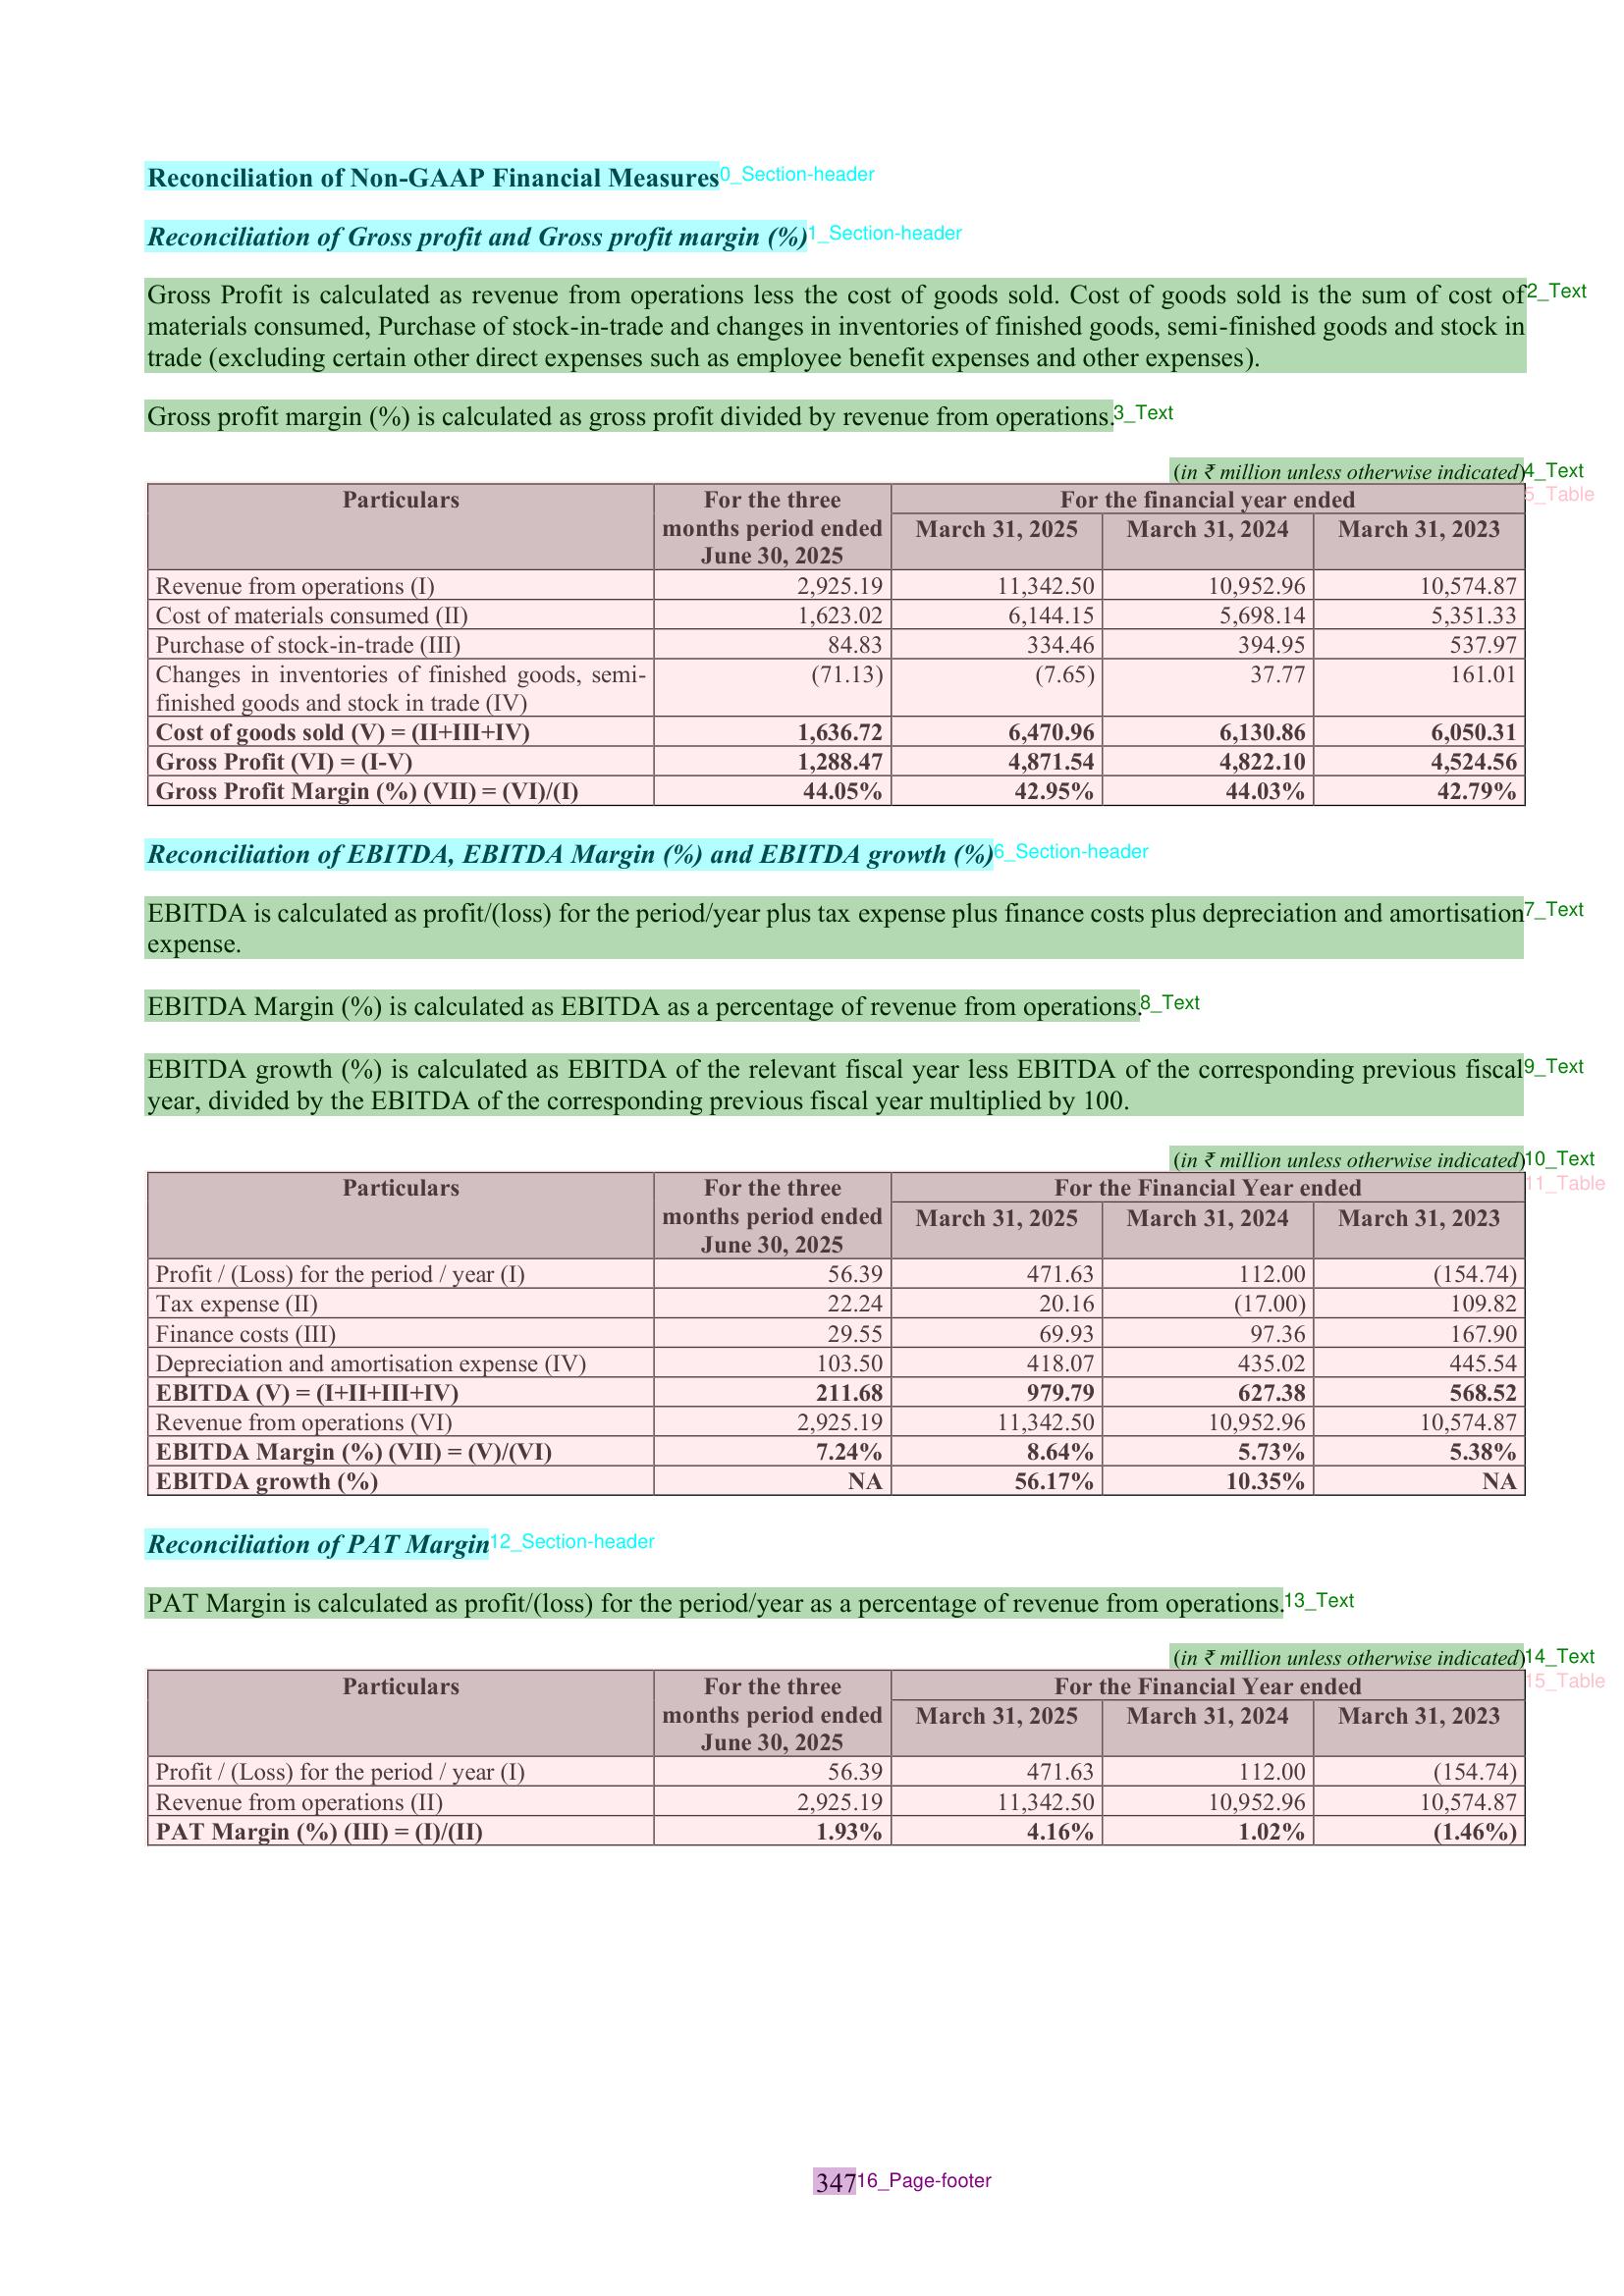 Reconciliation of Non-GAAP Financial Measures 0_Section-header
Reconciliation of Gross profit and Gross profit margin (%) 1_Section-header
Gross Profit is calculated as revenue from operations less the cost of goods sold. Cost of goods sold is the sum of cost of 2_Text
materials consumed, Purchase of stock-in-trade and changes in inventories of finished goods, semi-finished goods and stock in
trade (excluding certain other direct expenses such as employee benefit expenses and other expenses).
Gross profit margin (%) is calculated as gross profit divided by revenue from operations. 3_Text
(in ₹ million unless otherwise indicated) 4_Text
5_Table
Particulars For the three For the financial year ended
months period ended March 31, 2025 March 31, 2024 March 31, 2023
June 30, 2025
Revenue from operations (I) 2,925.19 11,342.50 10,952.96 10,574.87
Cost of materials consumed (II) 1,623.02 6,144.15 5,698.14 5,351.33
Purchase of stock-in-trade (III) 84.83 334.46 394.95 537.97
Changes in inventories of finished goods, semi- (71.13) (7.65) 37.77 161.01
finished goods and stock in trade (IV)
Cost of goods sold (V) = (II+III+IV) 1,636.72 6,470.96 6,130.86 6,050.31
Gross Profit (VI) = (I-V) 1,288.47 4,871.54 4,822.10 4,524.56
Gross Profit Margin (%) (VII) = (VI)/(I) 44.05% 42.95% 44.03% 42.79%
Reconciliation of EBITDA, EBITDA Margin (%) and EBITDA growth (%) 6_Section-header
EBITDA is calculated as profit/(loss) for the period/year plus tax expense plus finance costs plus depreciation and amortisation 7_Text
expense.
EBITDA Margin (%) is calculated as EBITDA as a percentage of revenue from operations. 8_Text
EBITDA growth (%) is calculated as EBITDA of the relevant fiscal year less EBITDA of the corresponding previous fiscal 9_Text
year, divided by the EBITDA of the corresponding previous fiscal year multiplied by 100.
(in ₹ million unless otherwise indicated) 10_Text
11_Table
Particulars For the three For the Financial Year ended
months period ended March 31, 2025 March 31, 2024 March 31, 2023
June 30, 2025
Profit / (Loss) for the period / year (I) 56.39 471.63 112.00 (154.74)
Tax expense (II) 22.24 20.16 (17.00) 109.82
Finance costs (III) 29.55 69.93 97.36 167.90
Depreciation and amortisation expense (IV) 103.50 418.07 435.02 445.54
EBITDA (V) = (I+II+III+IV) 211.68 979.79 627.38 568.52
Revenue from operations (VI) 2,925.19 11,342.50 10,952.96 10,574.87
EBITDA Margin (%) (VII) = (V)/(VI) 7.24% 8.64% 5.73% 5.38%
EBITDA growth (%) NA 56.17% 10.35% NA
Reconciliation of PAT Margin 12_Section-header
PAT Margin is calculated as profit/(loss) for the period/year as a percentage of revenue from operations. 13_Text
(in ₹ million unless otherwise indicated) 14_Text
15_Table
Particulars For the three For the Financial Year ended
months period ended March 31, 2025 March 31, 2024 March 31, 2023
June 30, 2025
Profit / (Loss) for the period / year (I) 56.39 471.63 112.00 (154.74)
Revenue from operations (II) 2,925.19 11,342.50 10,952.96 10,574.87
PAT Margin (%) (III) = (I)/(II) 1.93% 4.16% 1.02% (1.46%)
347 16_Page-footer